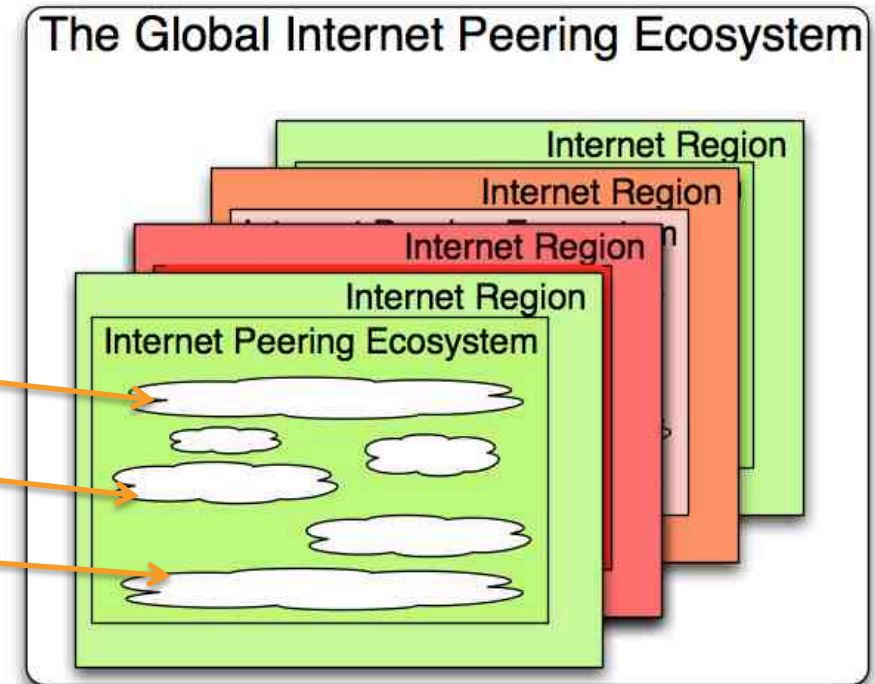 The Global Internet Peering Ecosystem
Internet Region
Internet Region
Internet Region
Internet Region
Internet Peering Ecosystem